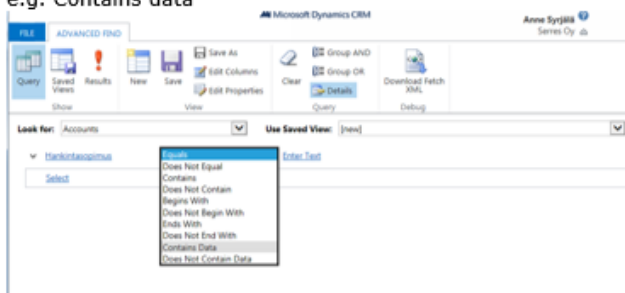 e.g. Contains data
Microsoft Dynamics CRM
Anne Syrjälä
Serres Oy
FILE ADVANCED FIND
Query Saved Views Results New Save Save As Edit Columns Edit Properties Clear Group AND Group OR Details Download Fetch XML
Show View Query Debug
Look for: Accounts Use Saved View: [new]
Hankintasopimus Equals Enter Text
Select
Does Not Equal
Contains
Does Not Contain
Begins With
Does Not Begin With
Ends With
Does Not End With
Contains Data
Does Not Contain Data